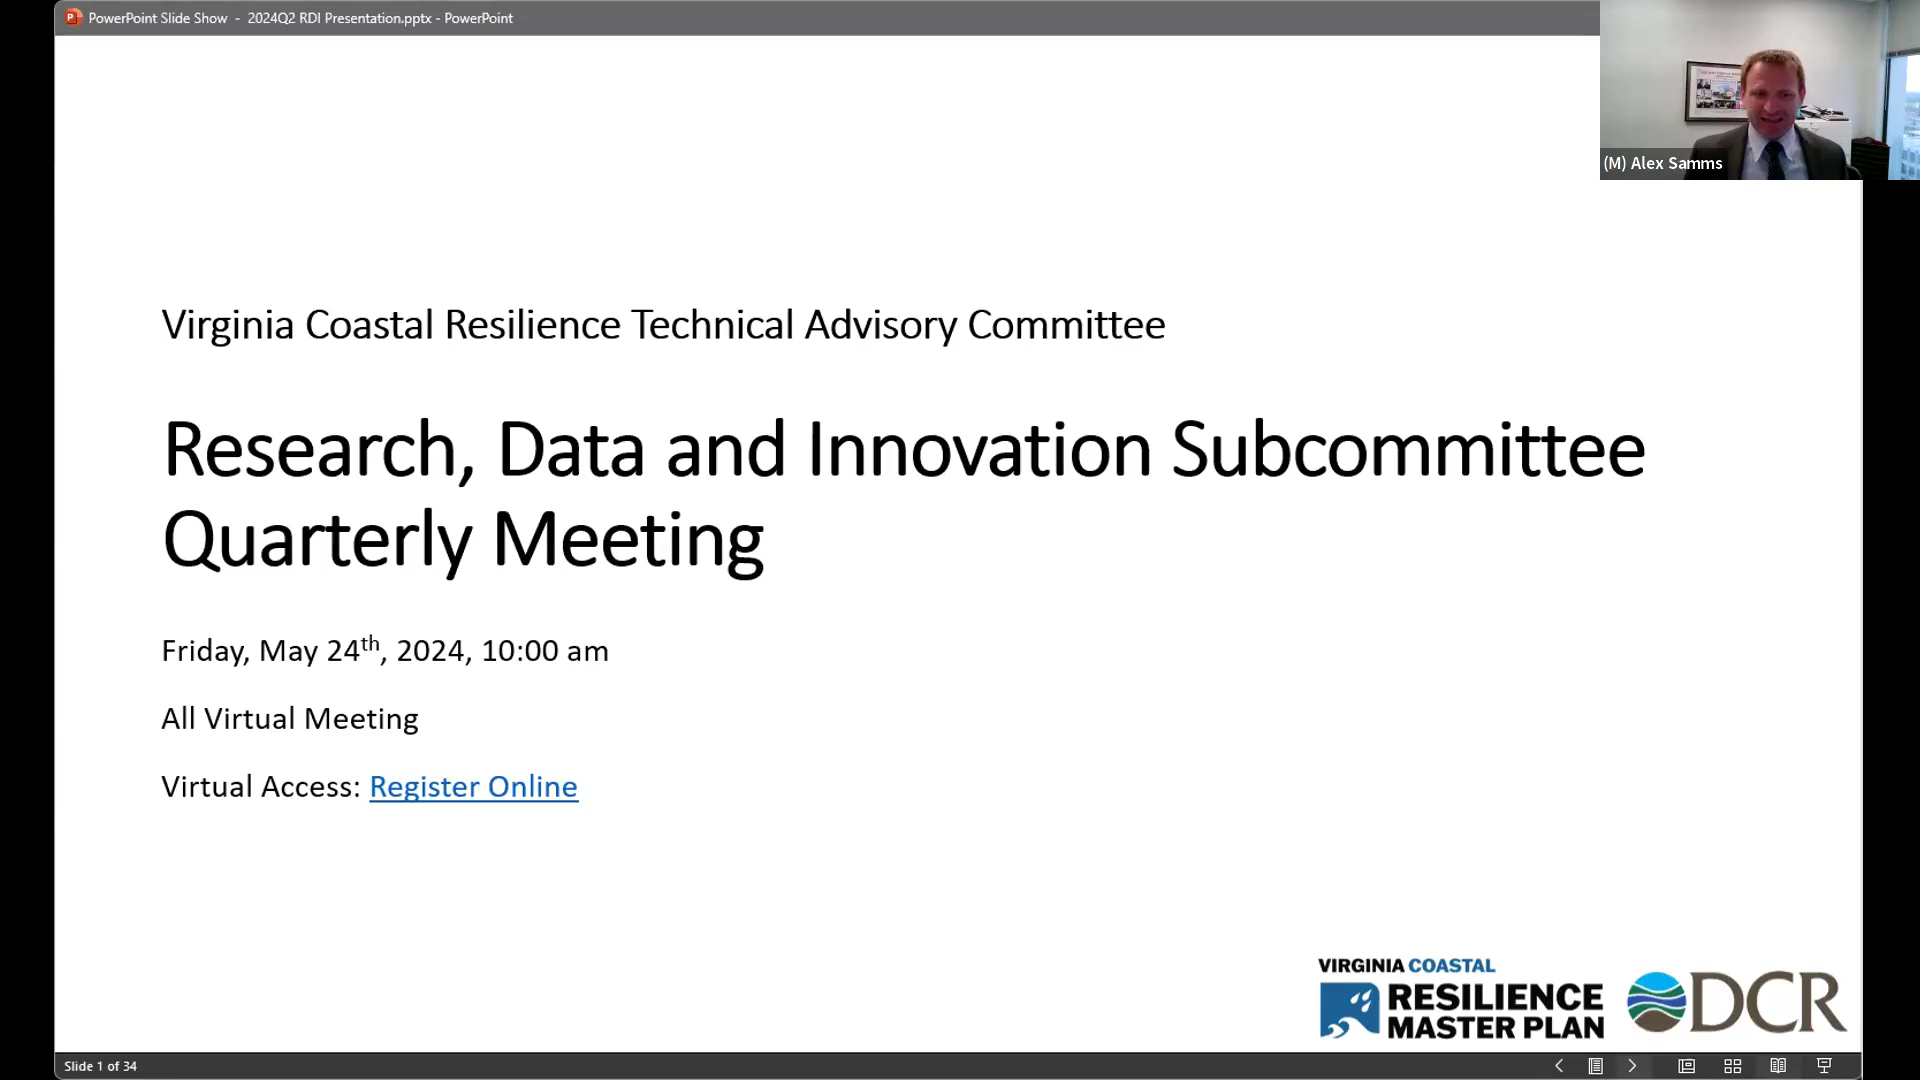 PowerPoint Slide Show - 2024Q2 RDI Presentation.pptx - PowerPoint
(M) Alex Samms
Virginia Coastal Resilience Technical Advisory Committee
Research, Data and Innovation Subcommittee
Quarterly Meeting
Friday, May 24th, 2024, 10:00 am
All Virtual Meeting
Virtual Access: Register Online
VIRGINIA COASTAL
RESILIENCE
MASTER PLAN
DCR
Slide 1 of 34